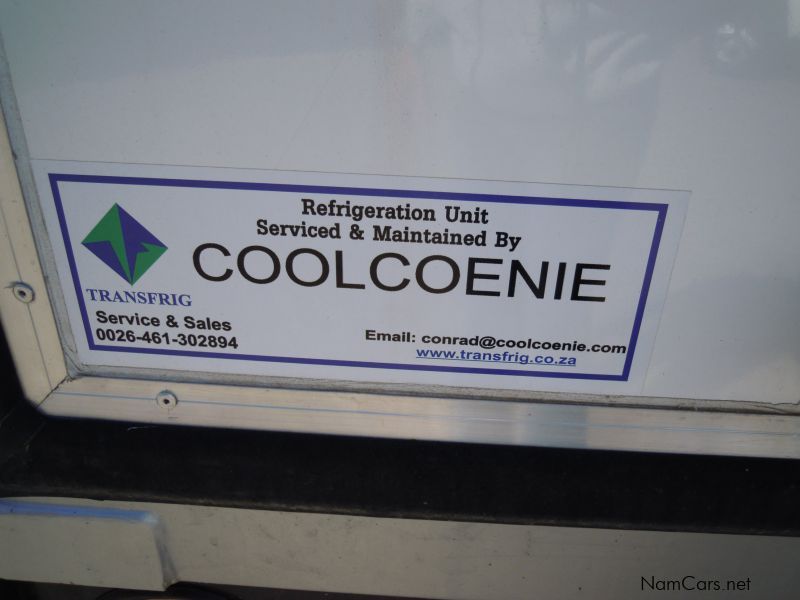 Refrigeration Unit
Serviced & Maintained By
COOLCOENIE
TRANSFRIG
Service & Sales
0026-461-302894
Email: conrad@coolcoenie.com
www.transfrig.co.za
NamCars.net